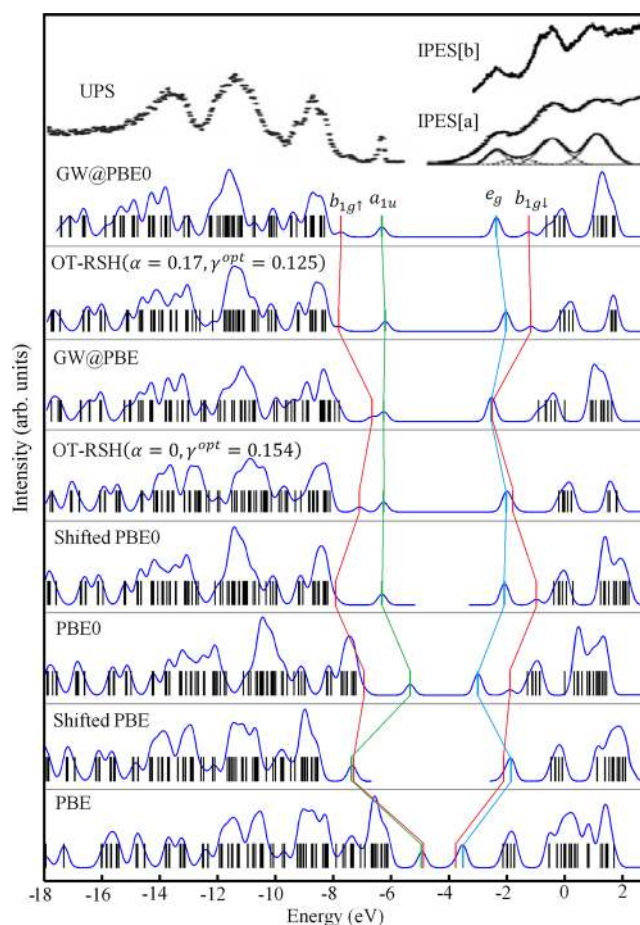 IPES[b]
UPS
IPES[a]
GW@PBE0
b1g↑ a1u eg b1g↓
OT-RSH(α = 0.17, γ^opt = 0.125)
GW@PBE
OT-RSH(α = 0, γ^opt = 0.154)
Shifted PBE0
PBE0
Shifted PBE
PBE
Intensity (arb. units)
-18 -16 -14 -12 -10 -8 -6 -4 -2 0 2
Energy (eV)